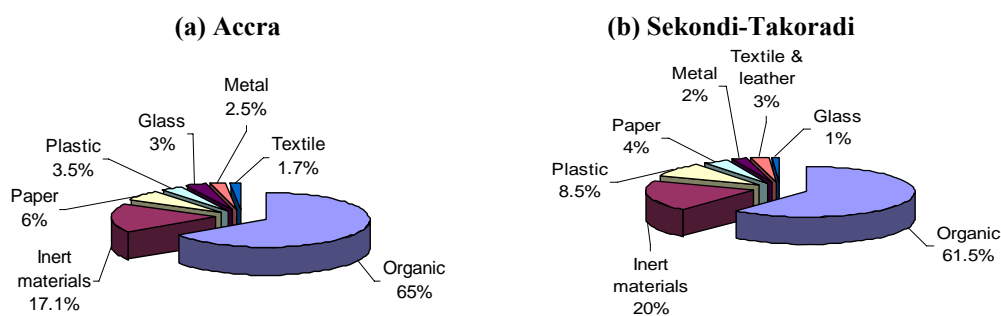 (a) Accra
Metal
2.5%
Glass
3%
Textile
1.7%
Plastic
3.5%
Paper
6%
Inert
materials
17.1%
Organic
65%
(b) Sekondi-Takoradi
Textile &
leather
3%
Metal
2%
Glass
1%
Paper
4%
Plastic
8.5%
Inert
materials
20%
Organic
61.5%